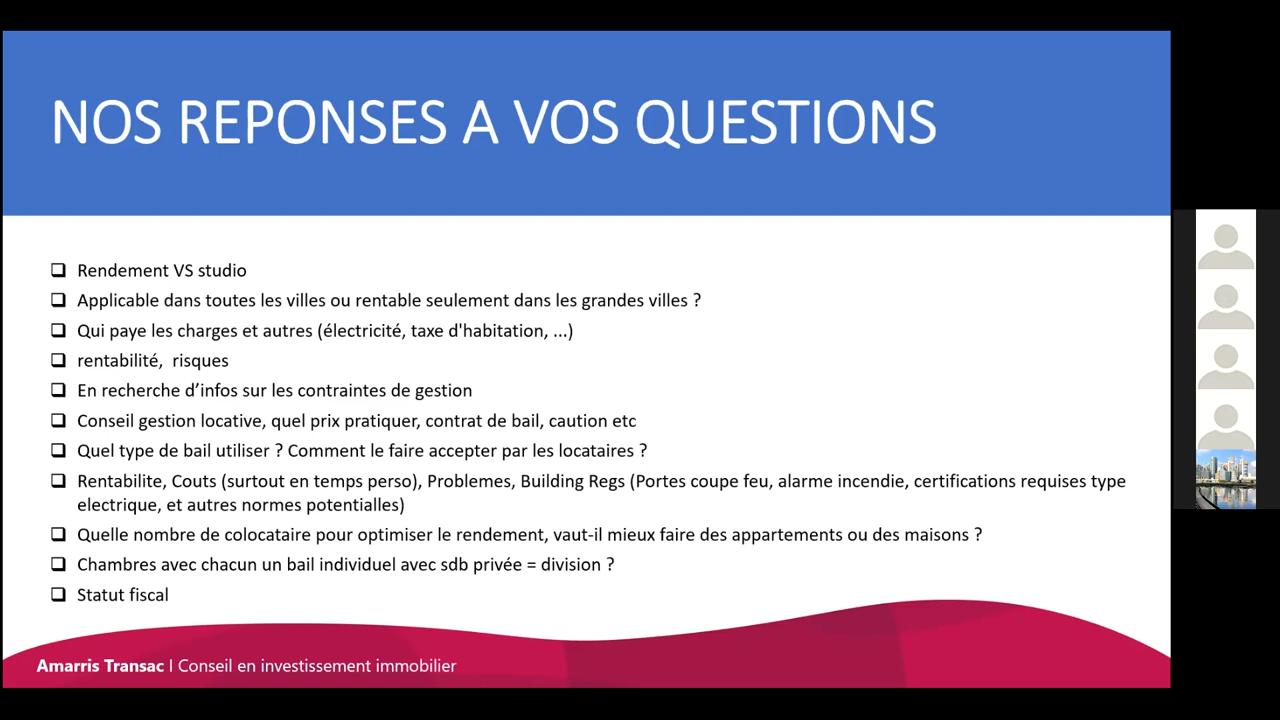 NOS REPONSES A VOS QUESTIONS
Rendement VS studio
Applicable dans toutes les villes ou rentable seulement dans les grandes villes ?
Qui paye les charges et autres (électricité, taxe d'habitation, ...)
rentabilité,  risques
En recherche d’infos sur les contraintes de gestion
Conseil gestion locative, quel prix pratiquer, contrat de bail, caution etc
Quel type de bail utiliser ? Comment le faire accepter par les locataires ?
Rentabilite, Couts (surtout en temps perso), Problemes, Building Regs (Portes coupe feu, alarme incendie, certifications requises type
electrique, et autres normes potentialles)
Quelle nombre de colocataire pour optimiser le rendement, vaut-il mieux faire des appartements ou des maisons ?
Chambres avec chacun un bail individuel avec sdb privée = division ?
Statut fiscal
Amarris Transac I Conseil en investissement immobilier